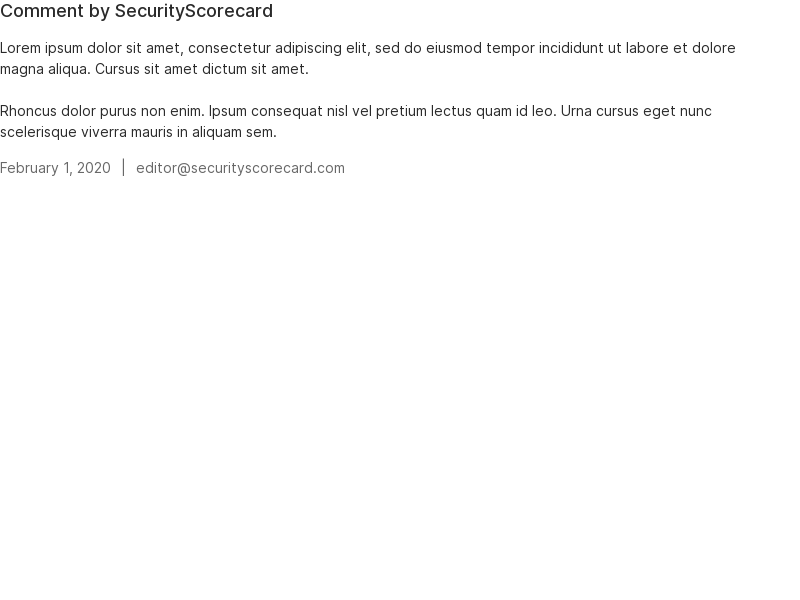 Comment by SecurityScorecard
Lorem ipsum dolor sit amet, consectetur adipiscing elit, sed do eiusmod tempor incididunt ut labore et dolore
magna aliqua. Cursus sit amet dictum sit amet.
Rhoncus dolor purus non enim. Ipsum consequat nisl vel pretium lectus quam id leo. Urna cursus eget nunc
scelerisque viverra mauris in aliquam sem.
February 1, 2020 | editor@securityscorecard.com